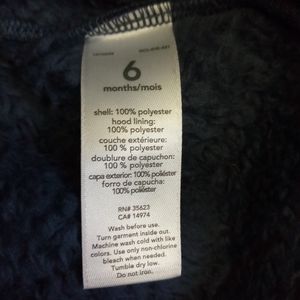 6
months/mois
shell: 100% polyester
hood lining:
100% polyester
couche extérieure:
100 % polyester
doublure de capuchon:
100 % polyester
capa exterior: 100% poliéster
forro de capucha:
100% poliéster
RN# 35623
CA# 14974
Wash before use.
Turn garment inside out.
Machine wash cold with like
colors. Use only non-chlorine
bleach when needed.
Tumble dry low.
Do not iron.